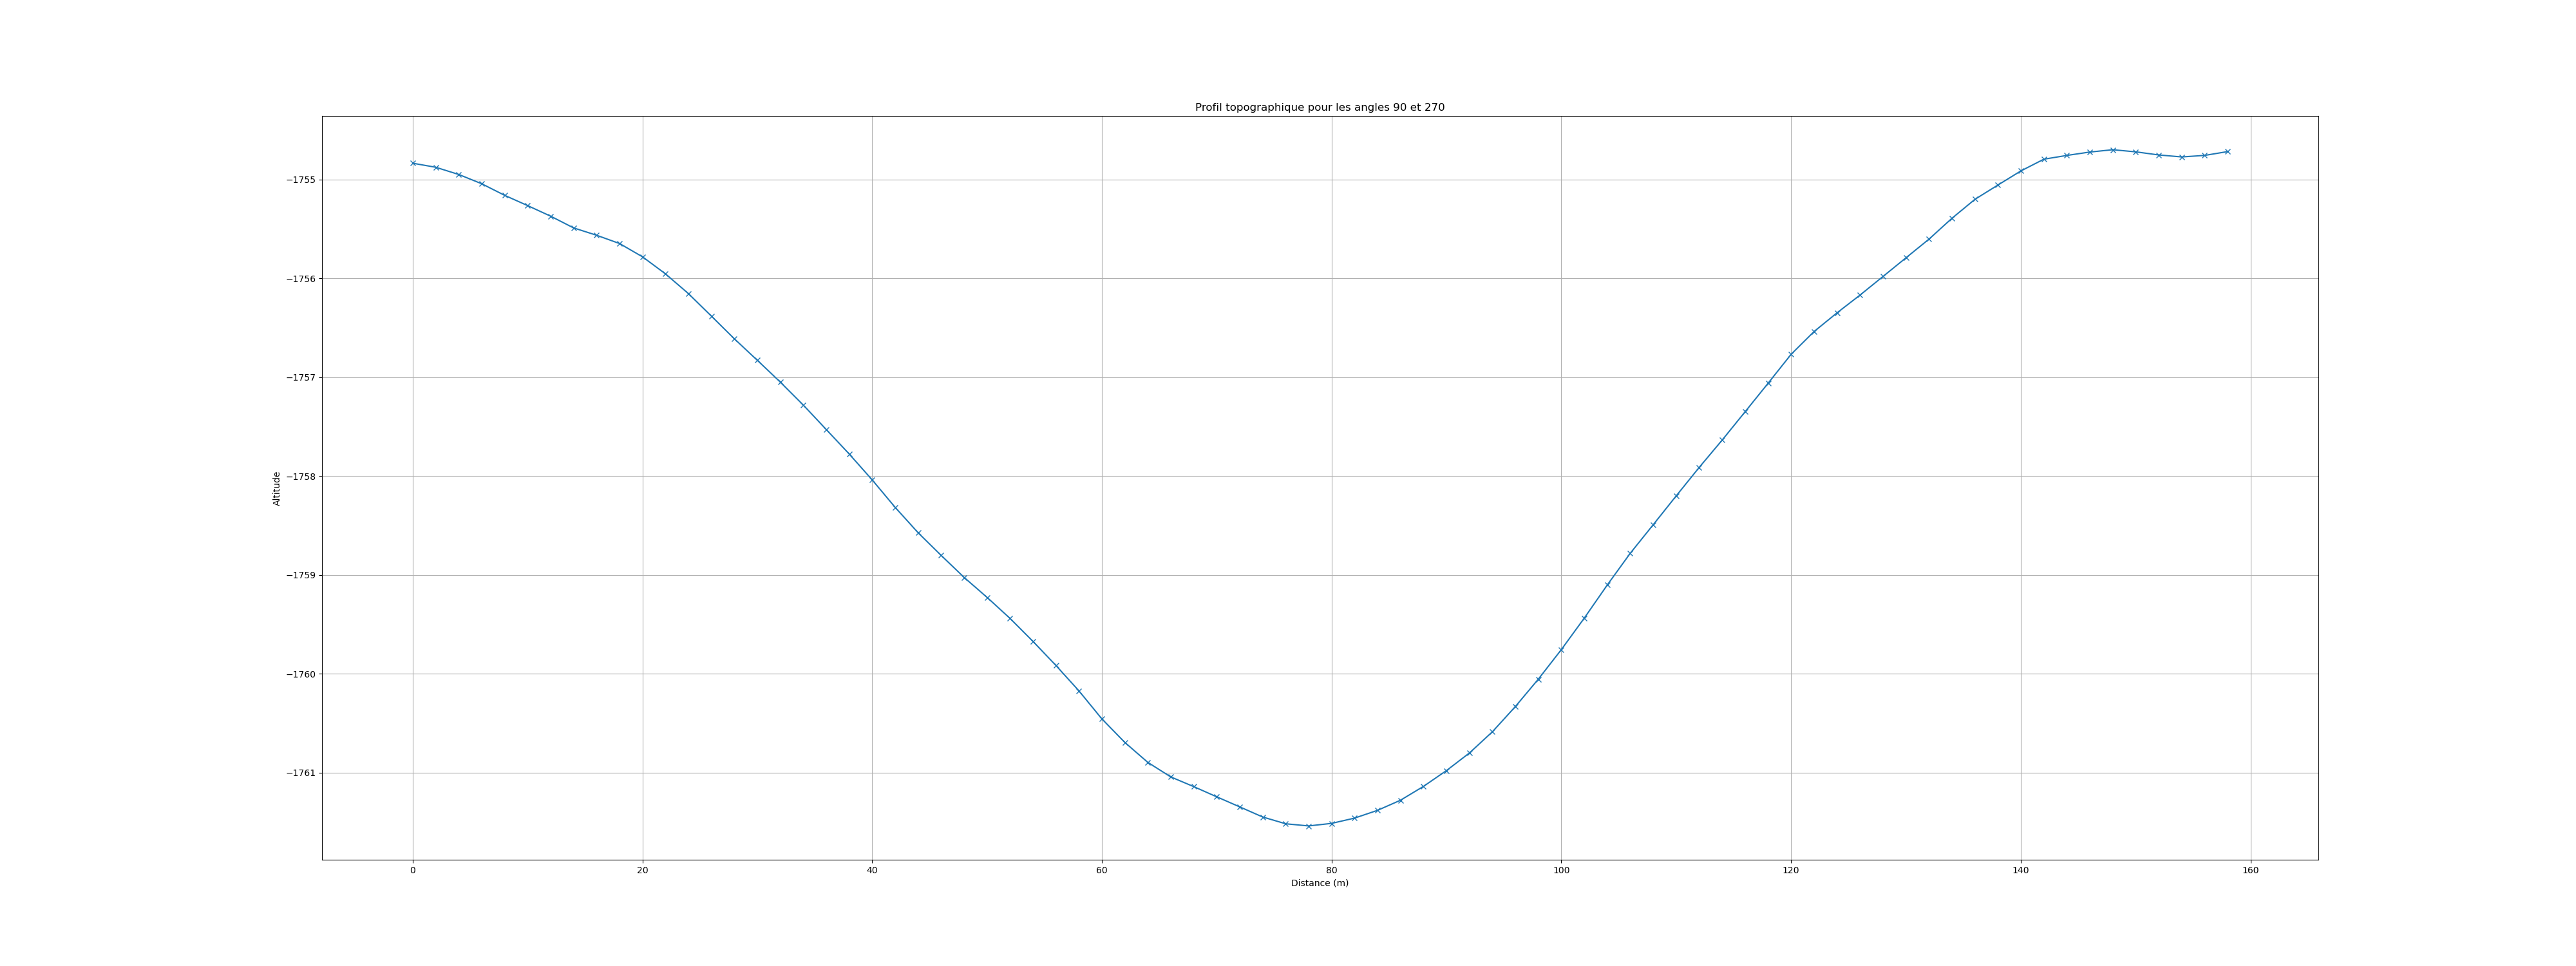 Profil topographique pour les angles 90 et 270
Altitude
−1755
−1756
−1757
−1758
−1759
−1760
−1761
0 20 40 60 80 100 120 140 160
Distance (m)